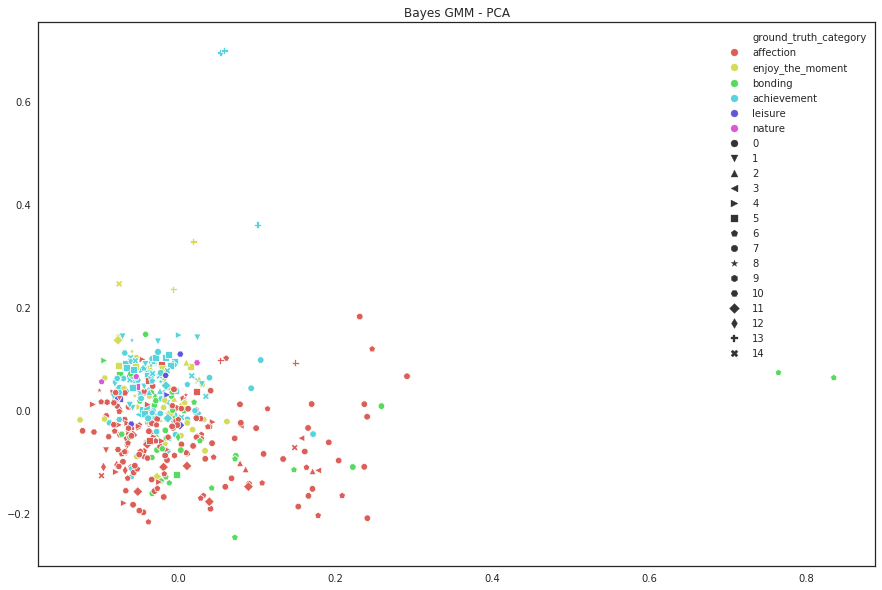 Bayes GMM - PCA
ground_truth_category
affection
enjoy_the_moment
bonding
achievement
leisure
nature
0
1
2
3
4
5
6
7
8
9
10
11
12
13
14
0.6
0.4
0.2
0.0
−0.2
0.0 0.2 0.4 0.6 0.8